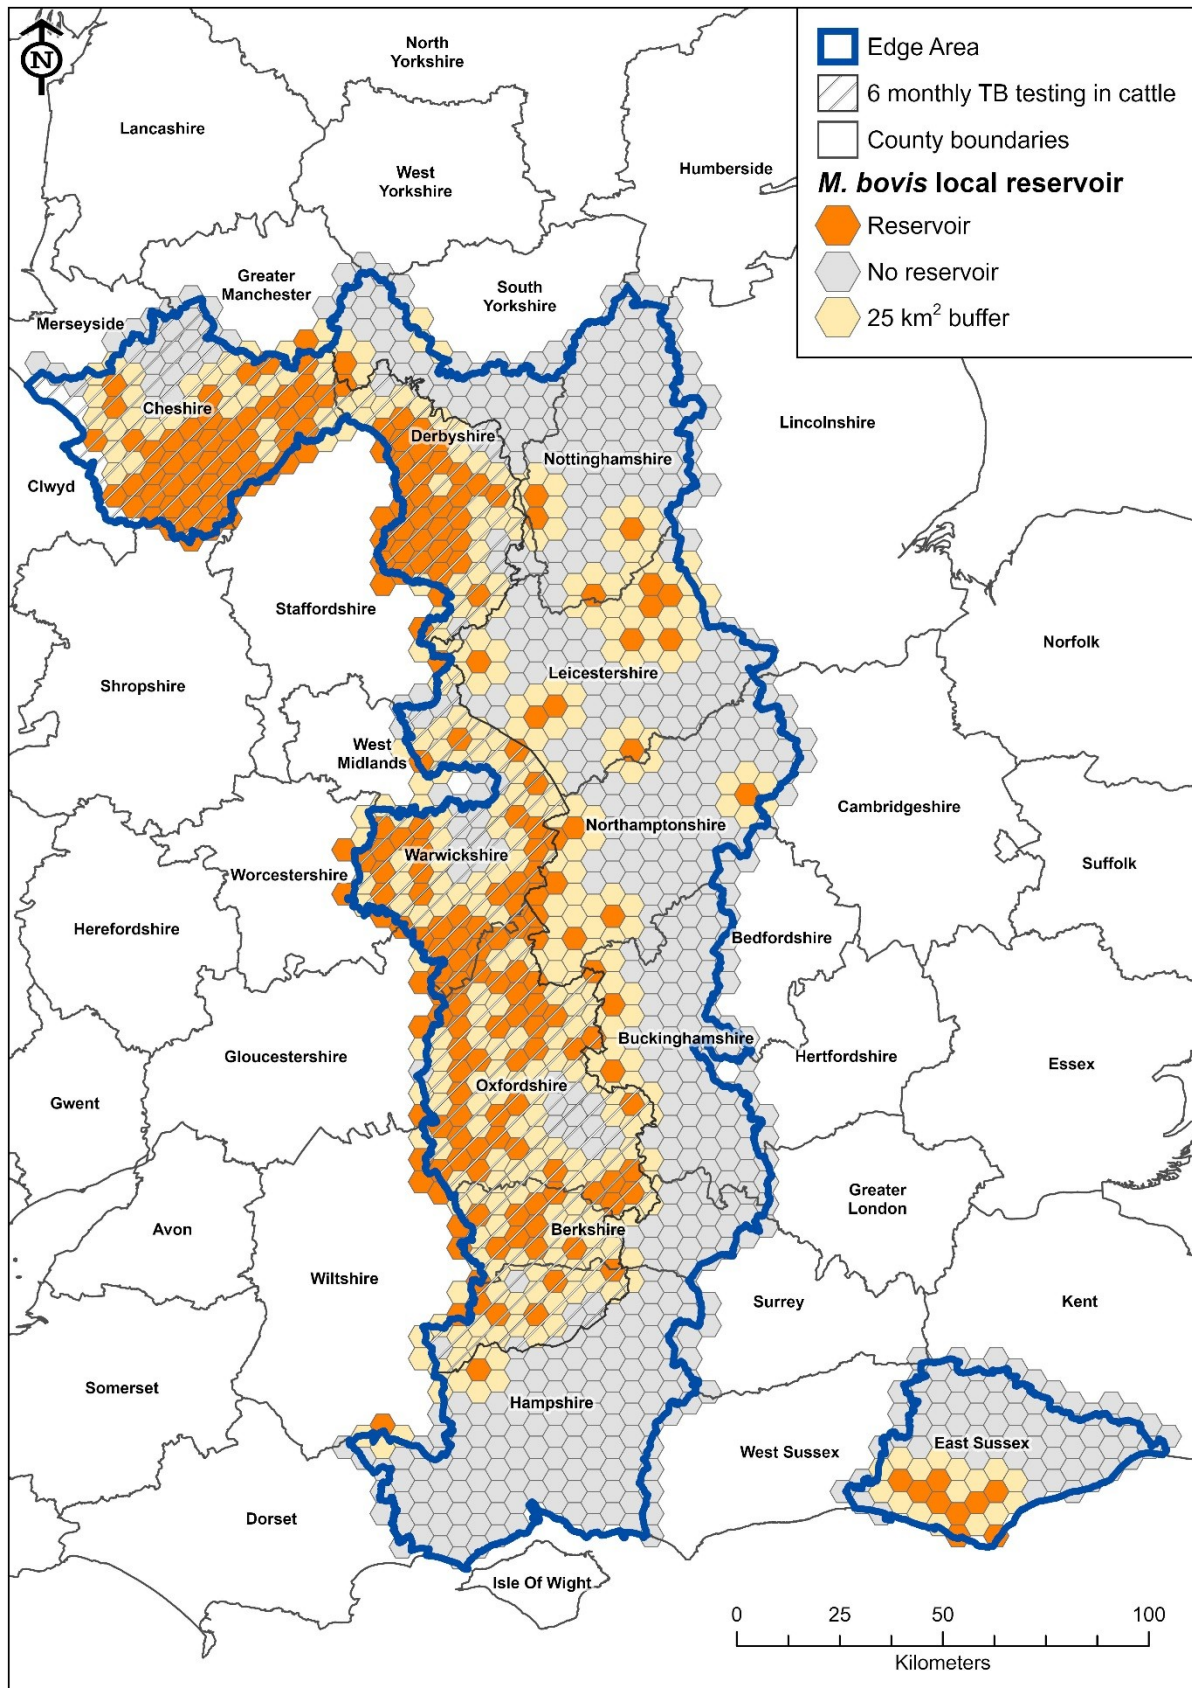 N
Edge Area
6 monthly TB testing in cattle
County boundaries
M. bovis local reservoir
Reservoir
No reservoir
25 km² buffer
North
Yorkshire
Lancashire
West
Yorkshire
Humberside
Greater
Manchester
South
Yorkshire
Merseyside
Cheshire
Derbyshire
Lincolnshire
Nottinghamshire
Clwyd
Staffordshire
Norfolk
Leicestershire
Shropshire
West
Midlands
Cambridgeshire
Northamptonshire
Warwickshire
Suffolk
Worcestershire
Herefordshire
Bedfordshire
Buckinghamshire
Gloucestershire
Hertfordshire
Essex
Oxfordshire
Gwent
Greater
London
Avon
Berkshire
Wiltshire
Surrey
Kent
Somerset
Hampshire
East Sussex
West Sussex
Dorset
Isle Of Wight
0 25 50 100
Kilometers